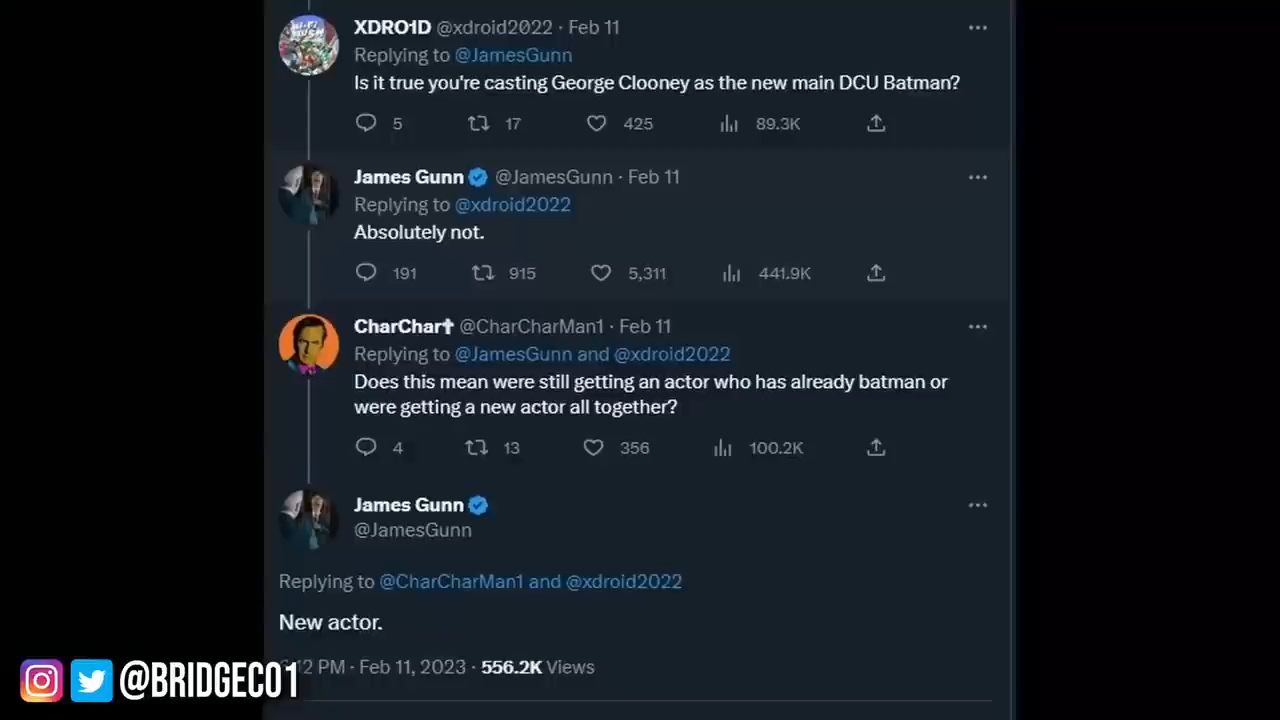 XDRO1D @xdroid2022 · Feb 11
Replying to @JamesGunn
Is it true you're casting George Clooney as the new main DCU Batman?
5 17 425 89.3K
James Gunn @JamesGunn · Feb 11
Replying to @xdroid2022
Absolutely not.
191 915 5,311 441.9K
CharChar✝ @CharCharMan1 · Feb 11
Replying to @JamesGunn and @xdroid2022
Does this mean were still getting an actor who has already batman or
were getting a new actor all together?
4 13 356 100.2K
James Gunn
@JamesGunn
Replying to @CharCharMan1 and @xdroid2022
New actor.
PM · Feb 11, 2023 · 556.2K Views
@BRIDGEC01